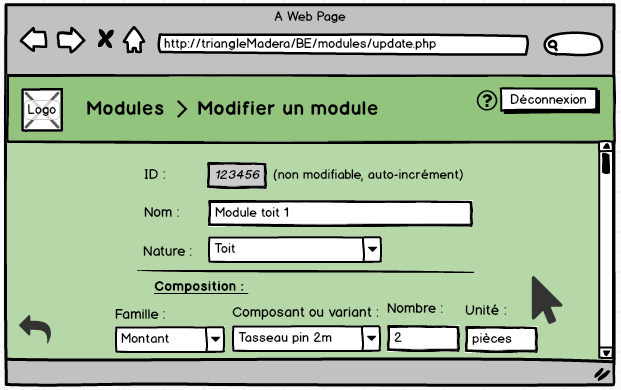 A Web Page
http://triangleMadera/BE/modules/update.php
Logo
Modules > Modifier un module
?
Déconnexion
ID : 123456 (non modifiable, auto-incrément)
Nom : Module toit 1
Nature : Toit
Composition :
Famille : Composant ou variant : Nombre : Unité :
Montant Tasseau pin 2m 2 pièces